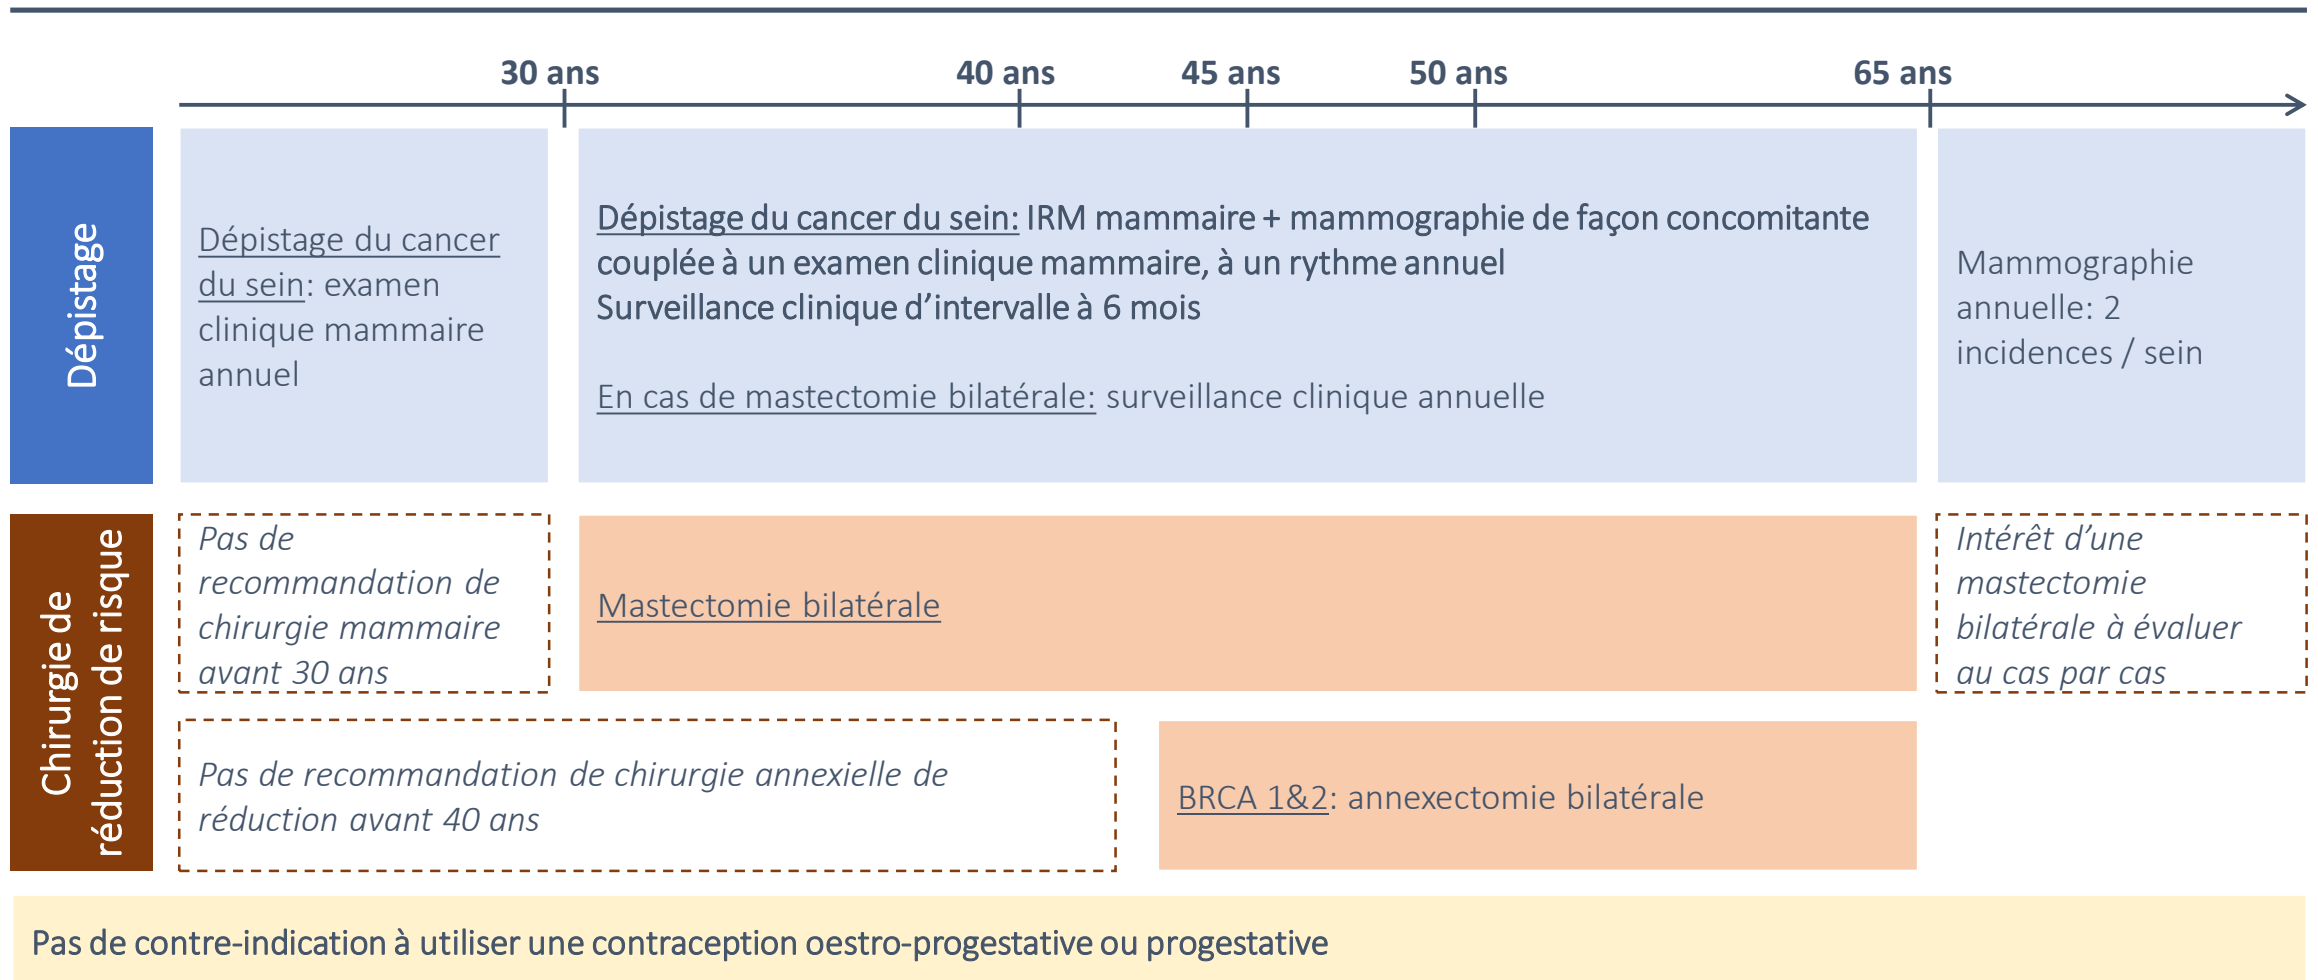 30 ans
40 ans
45 ans
50 ans
65 ans
Dépistage
Dépistage du cancer
du sein: examen
clinique mammaire
annuel
Dépistage du cancer du sein: IRM mammaire + mammographie de façon concomitante
couplée à un examen clinique mammaire, à un rythme annuel
Surveillance clinique d’intervalle à 6 mois
En cas de mastectomie bilatérale: surveillance clinique annuelle
Mammographie
annuelle: 2
incidences / sein
Chirurgie de
réduction de risque
Pas de
recommandation de
chirurgie mammaire
avant 30 ans
Mastectomie bilatérale
Intérêt d’une
mastectomie
bilatérale à évaluer
au cas par cas
Pas de recommandation de chirurgie annexielle de
réduction avant 40 ans
BRCA 1&2: annexectomie bilatérale
Pas de contre-indication à utiliser une contraception oestro-progestative ou progestative